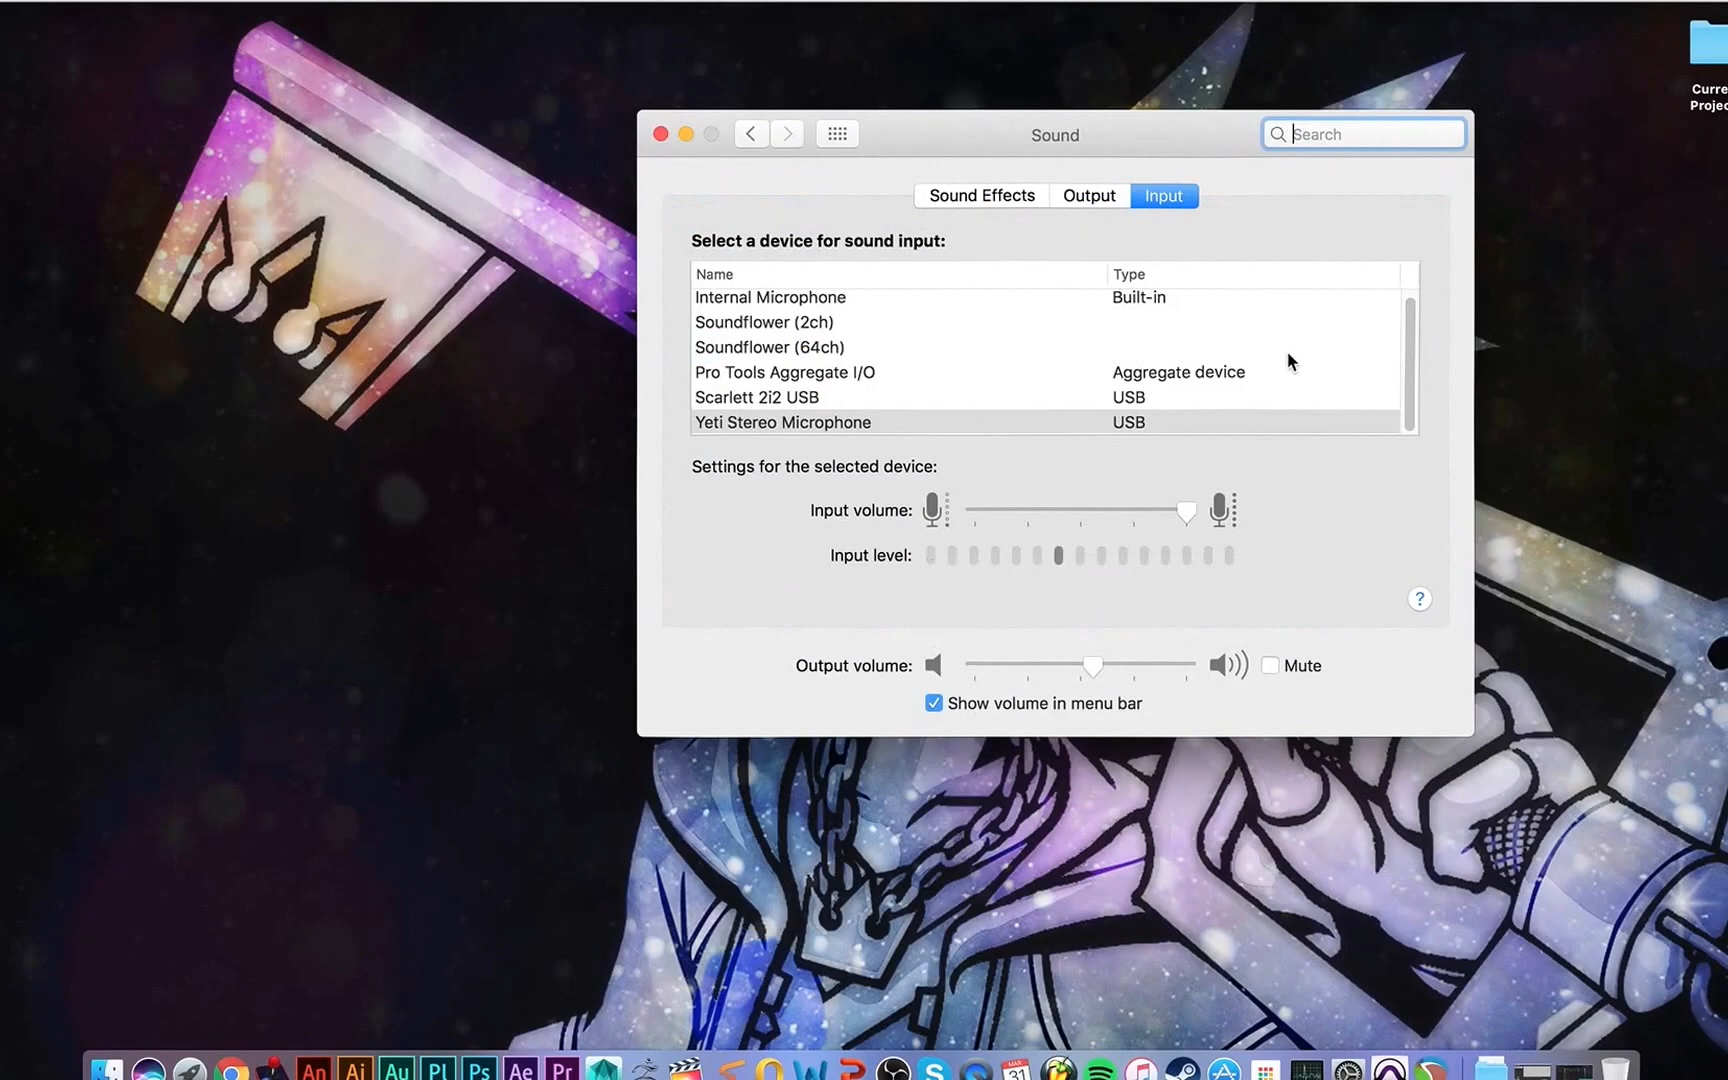 Curre
Projec
Sound
Search
Sound Effects Output Input
Select a device for sound input:
Name Type
Internal Microphone Built-in
Soundflower (2ch)
Soundflower (64ch)
Pro Tools Aggregate I/O Aggregate device
Scarlett 2i2 USB USB
Yeti Stereo Microphone USB
Settings for the selected device:
Input volume:
Input level:
?
Output volume: Mute
Show volume in menu bar
An Ai Au Pl Ps Ae Pr MAR 31